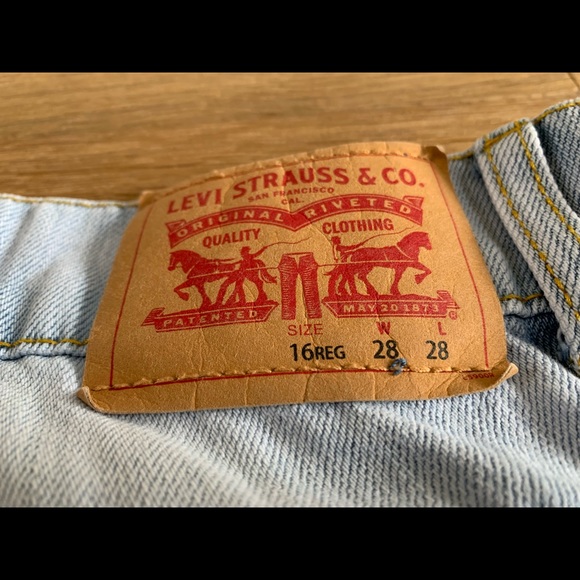 LEVI STRAUSS & CO.
SAN FRANCISCO
CAL.
ORIGINAL RIVETED
QUALITY CLOTHING
PATENTED MAY 20 1873 ®
SIZE W L
16REG 28 28